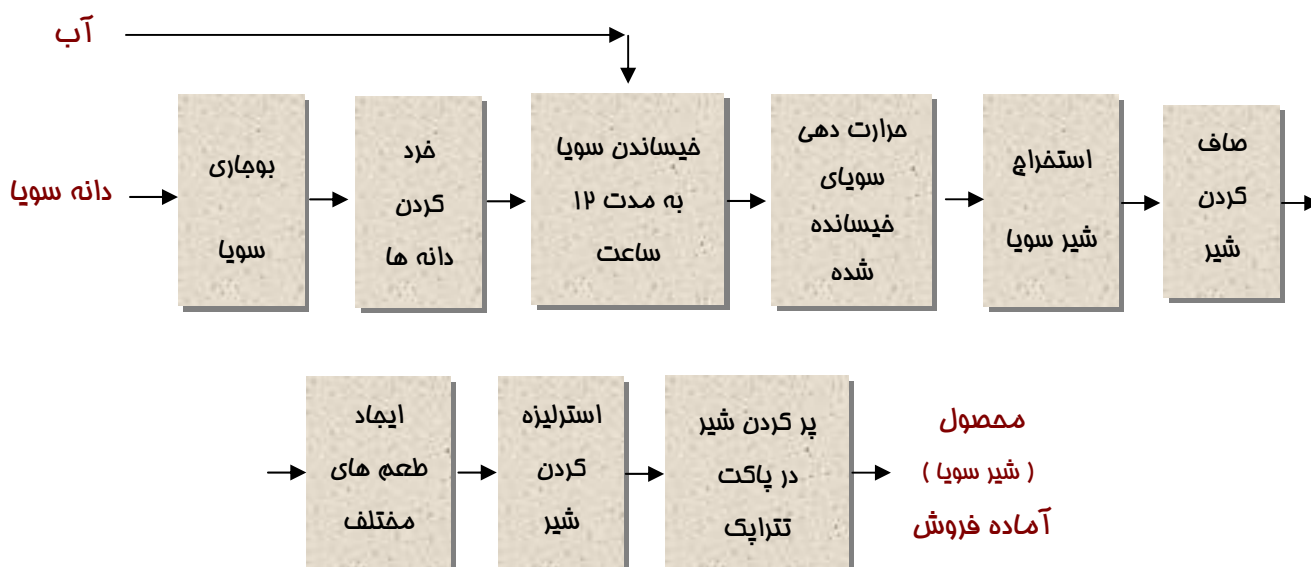 آب
دانه سویا
بوجاری
سویا
خرد
کردن
دانه ها
خیساندن سویا
به مدت ۱۲
ساعت
حرارت دهی
سویای
خیسانده
شده
استخراج
شیر سویا
صاف
کردن
شیر
ایجاد
طعم های
مختلف
استرلیزه
کردن
شیر
پر کردن شیر
در پاکت
تتراپک
محصول
( شیر سویا )
آماده فروش